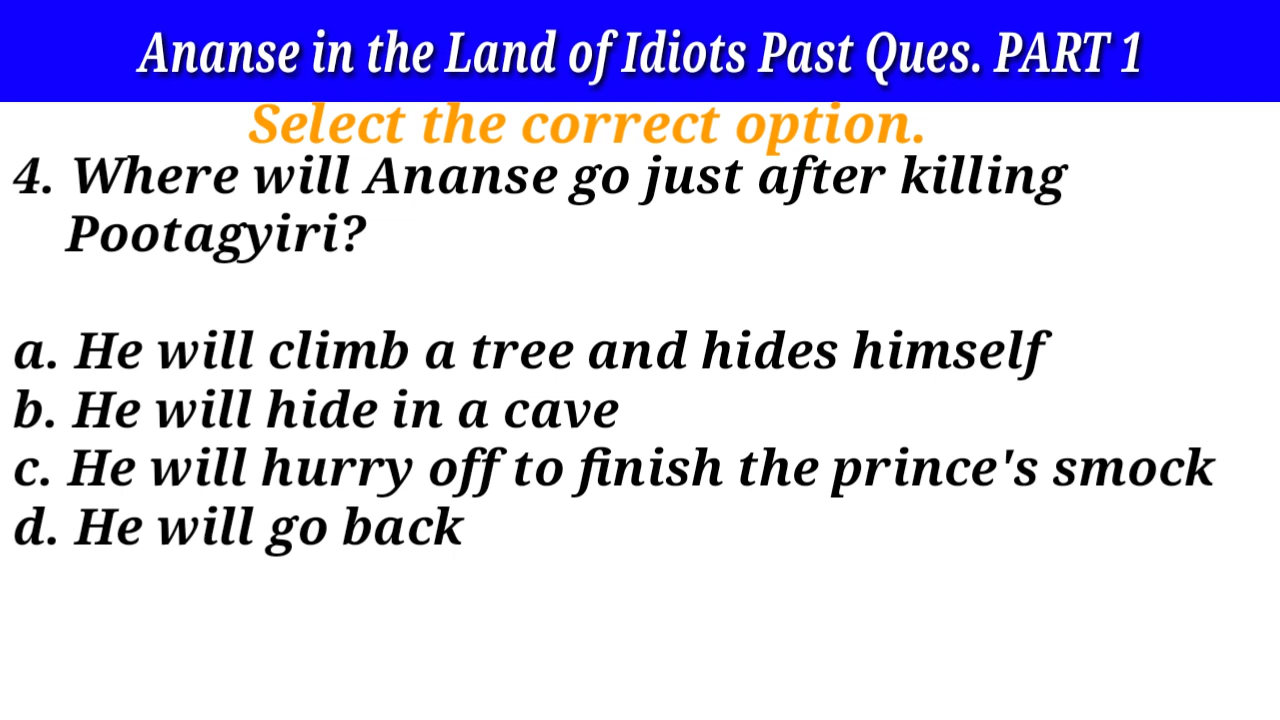 Ananse in the Land of Idiots Past Ques. PART 1
Select the correct option.
4. Where will Ananse go just after killing
Pootagyiri?
a. He will climb a tree and hides himself
b. He will hide in a cave
c. He will hurry off to finish the prince's smock
d. He will go back